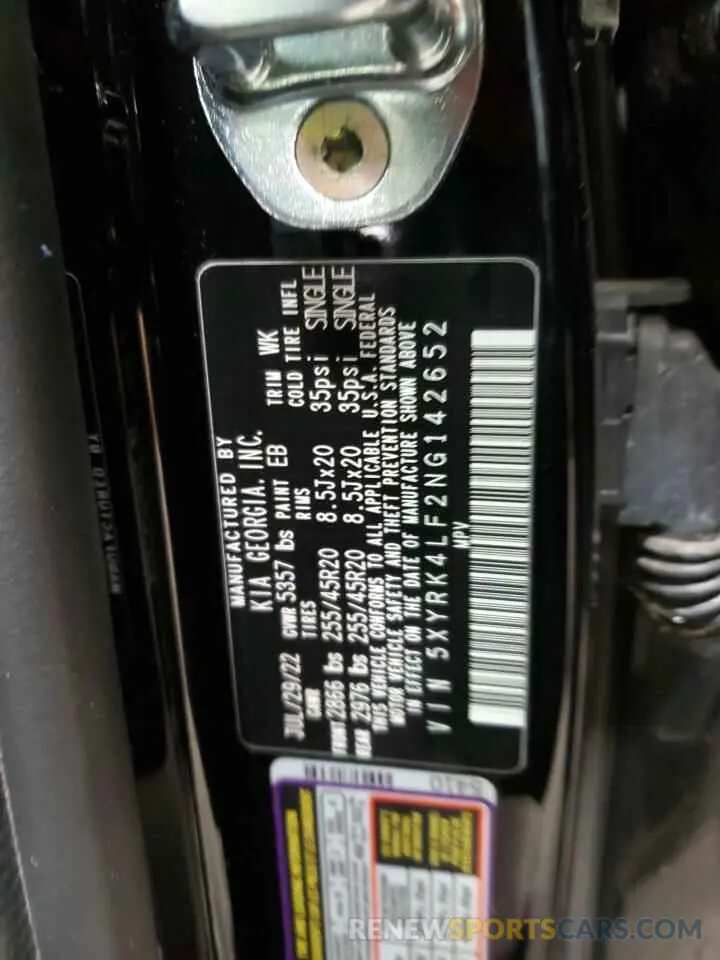 MANUFACTURED BY
KIA GEORGIA. INC.
JUL/29/22 GVWR 5357 lbs PAINT EB TRIM WK
GAWR TIRES RIMS COLD TIRE INFL
FRONT 2866 lbs 255/45R20 8.5Jx20 35psi SINGLE
REAR 2976 lbs 255/45R20 8.5Jx20 35psi SINGLE
THIS VEHICLE CONFORMS TO ALL APPLICABLE U.S.A. FEDERAL
MOTOR VEHICLE SAFETY AND THEFT PREVENTION STANDARDS
IN EFFECT ON THE DATE OF MANUFACTURE SHOWN ABOVE
VIN 5XYRK4LF2NG142652
MPV
RENEWSPORTSCARS.COM